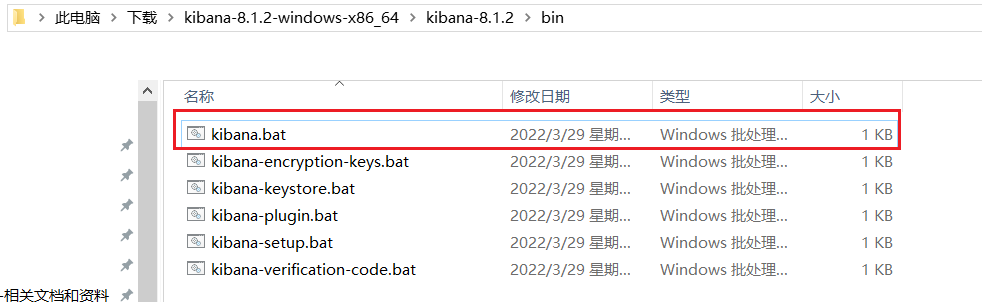 此电脑 > 下载 > kibana-8.1.2-windows-x86_64 > kibana-8.1.2 > bin
名称 修改日期 类型 大小
kibana.bat 2022/3/29 星期... Windows 批处理... 1 KB
kibana-encryption-keys.bat 2022/3/29 星期... Windows 批处理... 1 KB
kibana-keystore.bat 2022/3/29 星期... Windows 批处理... 1 KB
kibana-plugin.bat 2022/3/29 星期... Windows 批处理... 1 KB
kibana-setup.bat 2022/3/29 星期... Windows 批处理... 1 KB
kibana-verification-code.bat 2022/3/29 星期... Windows 批处理... 1 KB
-相关文档和资料